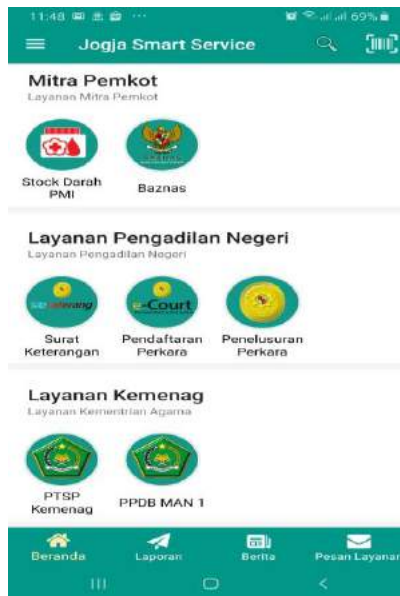 11:48
69%
Jogja Smart Service
Mitra Pemkot
Layanan Mitra Pemkot
Stock Darah
PMI
Baznas
Layanan Pengadilan Negeri
Layanan Pengadilan Negeri
e-Court
Surat
Keterangan
Pendaftaran
Perkara
Penelusuran
Perkara
Layanan Kemenag
Layanan Kementrian Agama
PTSP
Kemenag
PPDB MAN 1
Beranda
Laporan
Berita
Pesan Layanan